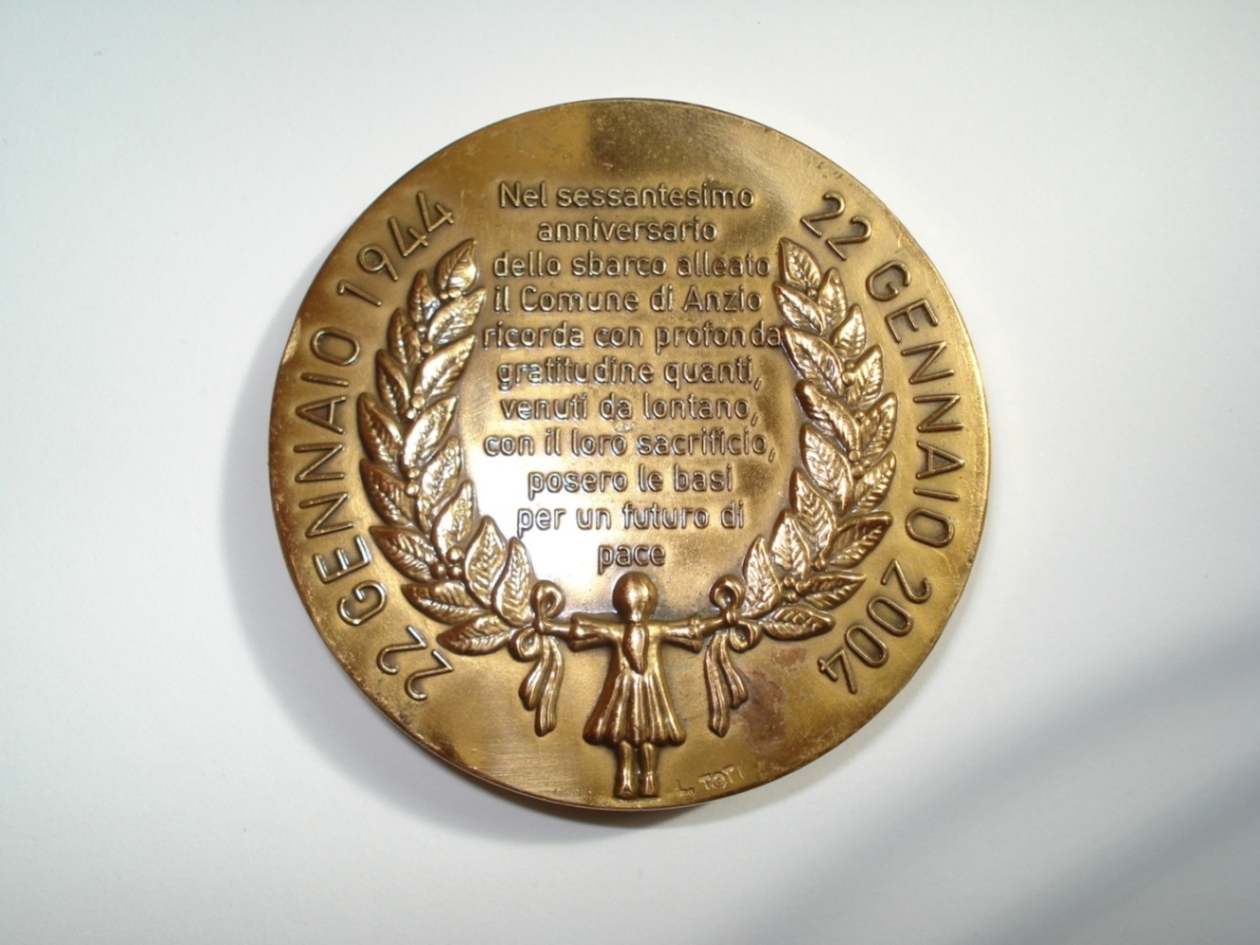 22 GENNAIO 1944
Nel sessantesimo
anniversario
dello sbarco alleato
il Comune di Anzio
ricorda con profonda
gratitudine quanti,
venuti da lontano,
con il loro sacrificio,
posero le basi
per un futuro di
pace
22 GENNAIO 2004
TOTI